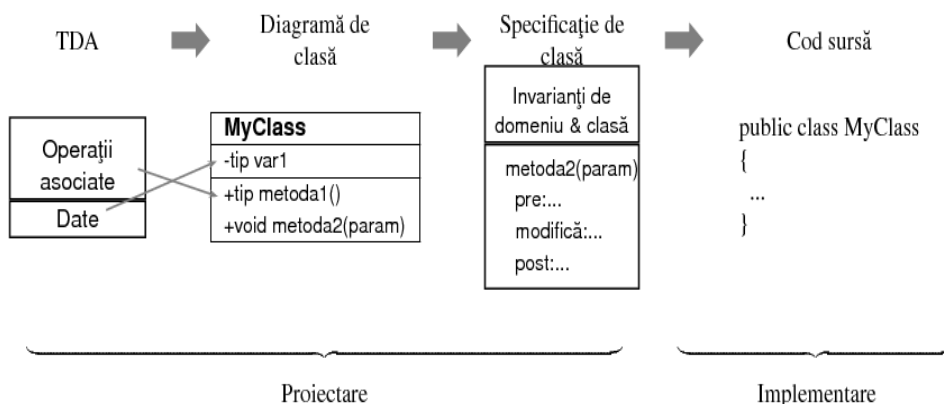 TDA
Diagramă de
clasă
Specificaţie de
clasă
Cod sursă
Operaţii
asociate
Date
MyClass
-tip var1
+tip metoda1()
+void metoda2(param)
Invarianţi de
domeniu & clasă
metoda2(param)
pre:...
modifică:...
post:...
public class MyClass
{
...
}
Proiectare
Implementare